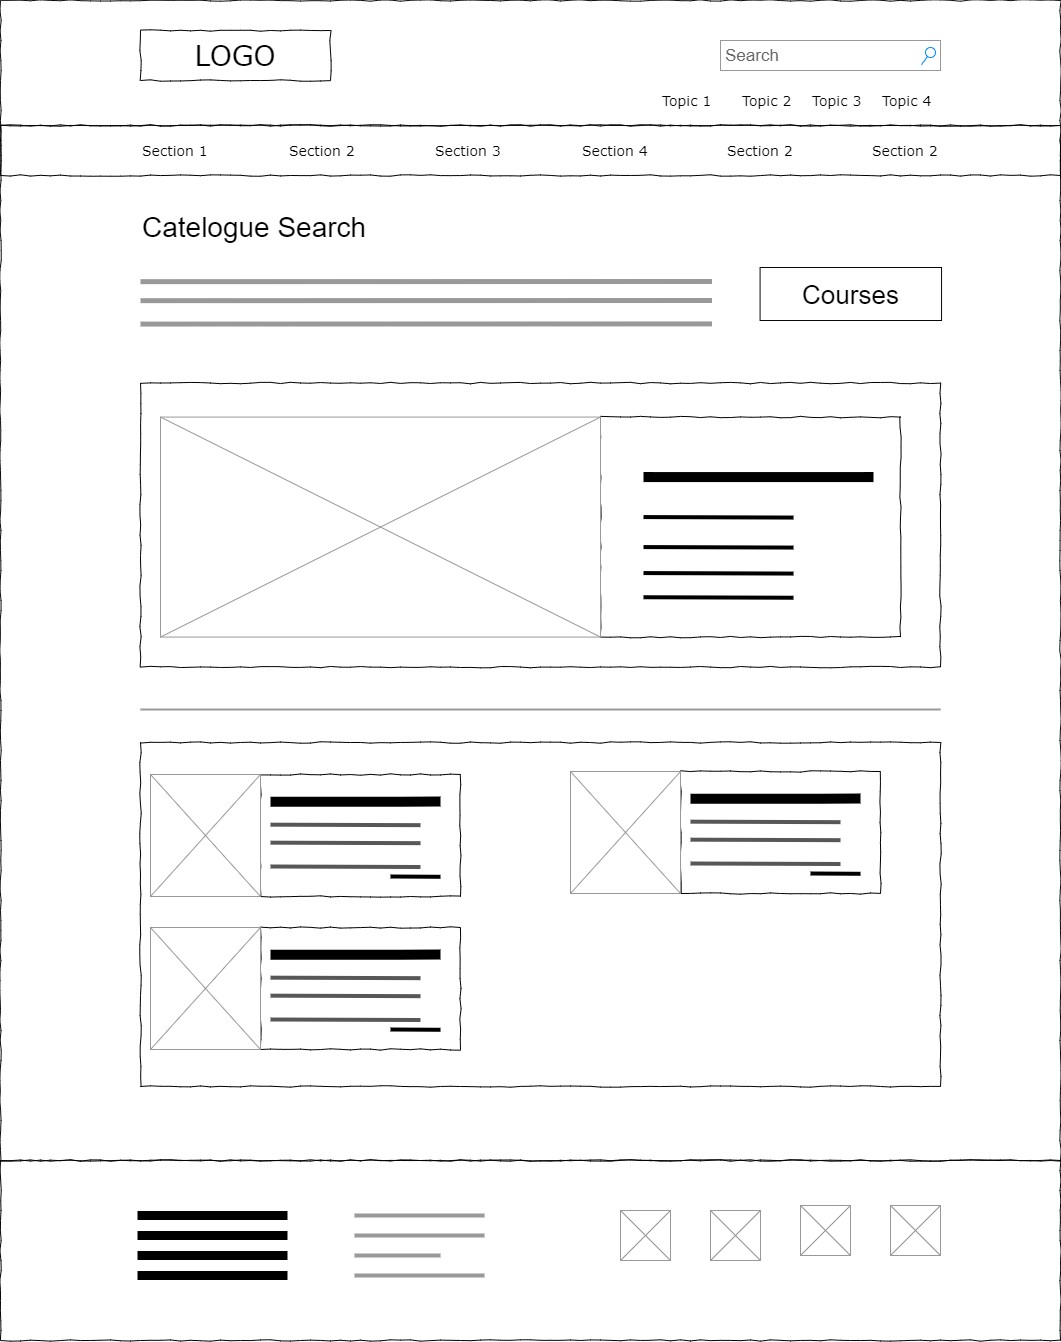 LOGO
Search
Topic 1 Topic 2 Topic 3 Topic 4
Section 1 Section 2 Section 3 Section 4 Section 2 Section 2
Catelogue Search
Courses